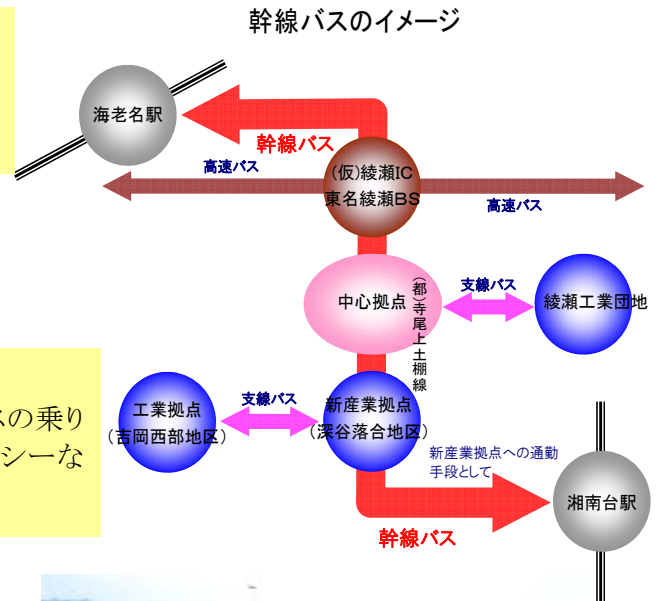 幹線バスのイメージ
海老名駅
幹線バス
高速バス
(仮)綾瀬IC
東名綾瀬BS
高速バス
中心拠点
(都)寺尾上土棚線
支線バス
綾瀬工業団地
スの乗り
シーな
工業拠点
(吉岡西部地区)
支線バス
新産業拠点
(深谷落合地区)
新産業拠点への通勤
手段として
湘南台駅
幹線バス